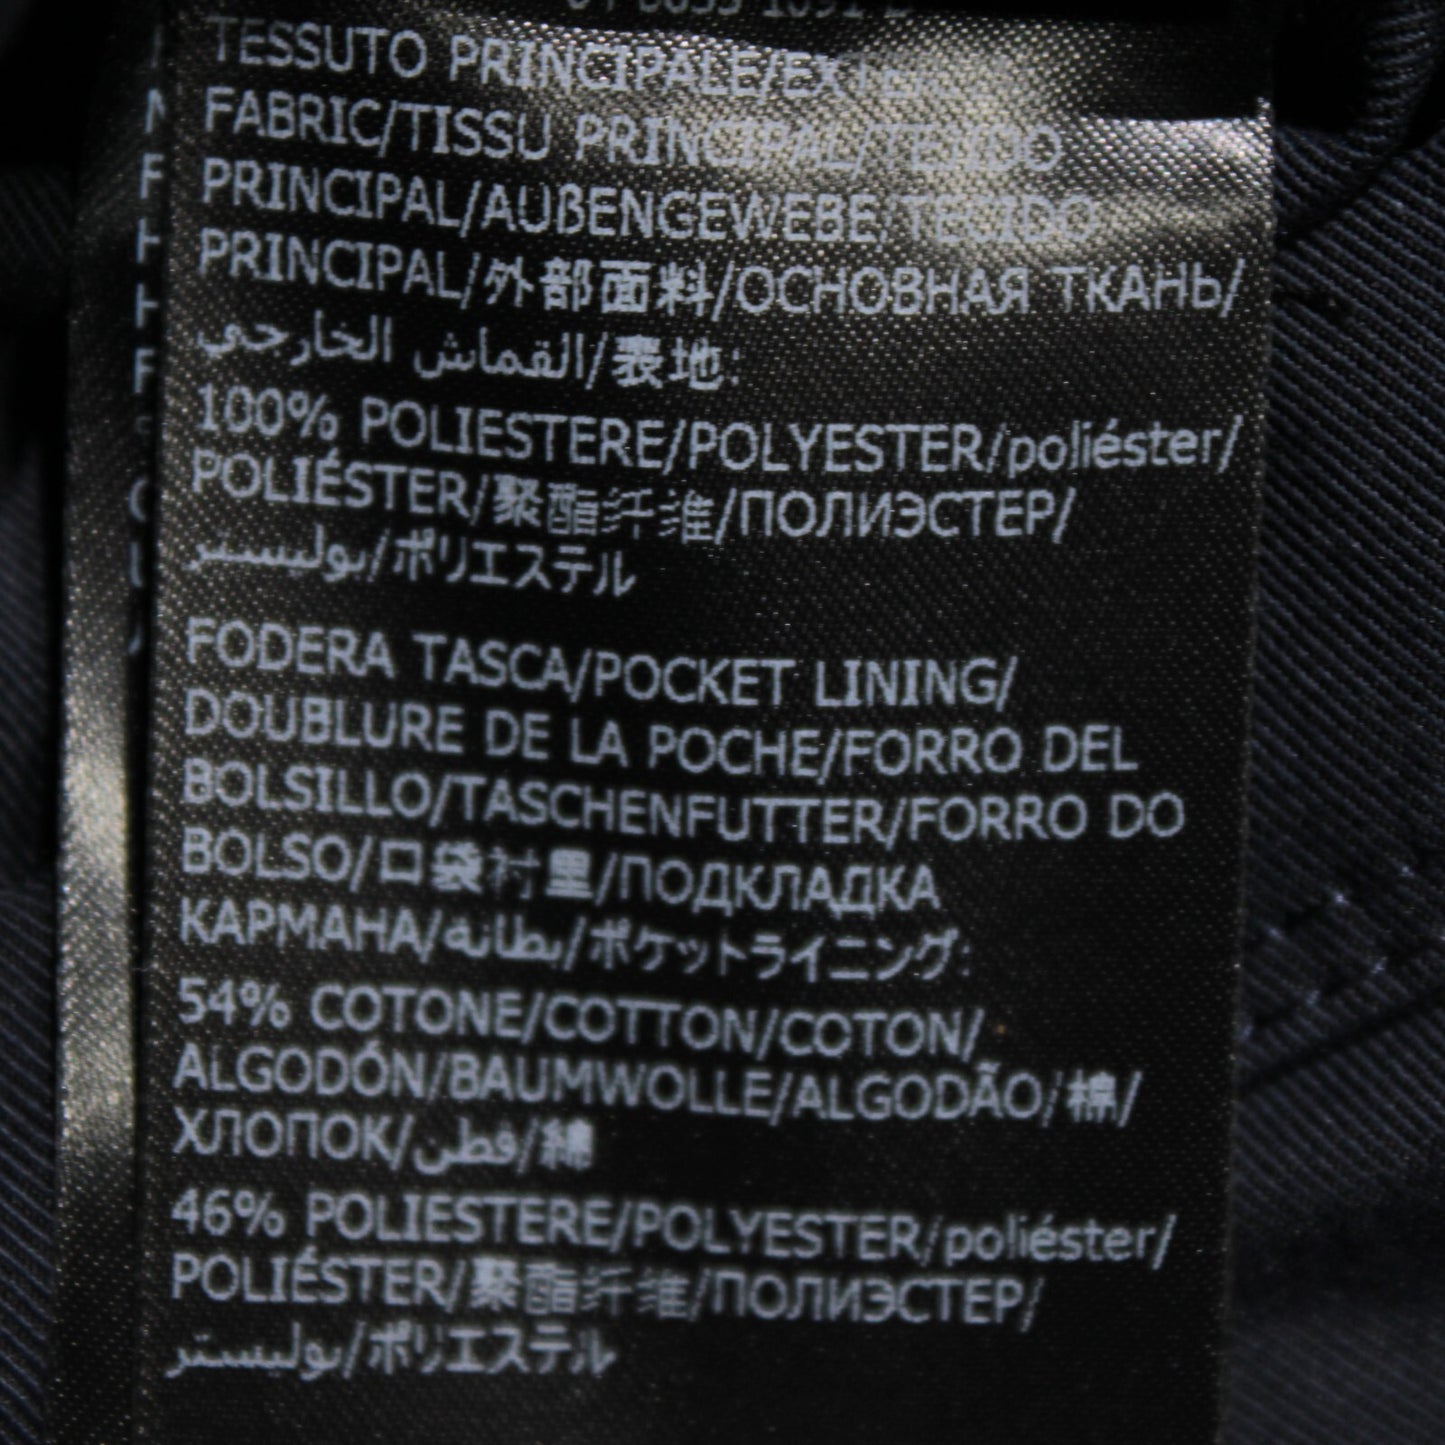 TESSUTO PRINCIPALE/
FABRIC/TISSU PRINCIPAL/TEJIDO
PRINCIPAL/AUßENGEWEBE/TECIDO
PRINCIPAL/外部面料/ОСНОВНАЯ ТКАНЬ/
القماش الخارجي/表地:
100% POLIESTERE/POLYESTER/poliéster/
POLIÉSTER/聚酯纤维/ПОЛИЭСТЕР/
بوليستر/ポリエステル
FODERA TASCA/POCKET LINING/
DOUBLURE DE LA POCHE/FORRO DEL
BOLSILLO/TASCHENFUTTER/FORRO DO
BOLSO/口袋衬里/ПОДКЛАДКА
КАРМАНА/بطانة/ポケットライニング:
54% COTONE/COTTON/COTON/
ALGODÓN/BAUMWOLLE/ALGODÃO/棉/
ХЛОПОК/قطن/綿
46% POLIESTERE/POLYESTER/poliéster/
POLIÉSTER/聚酯纤维/ПОЛИЭСТЕР/
بوليستر/ポリエステル